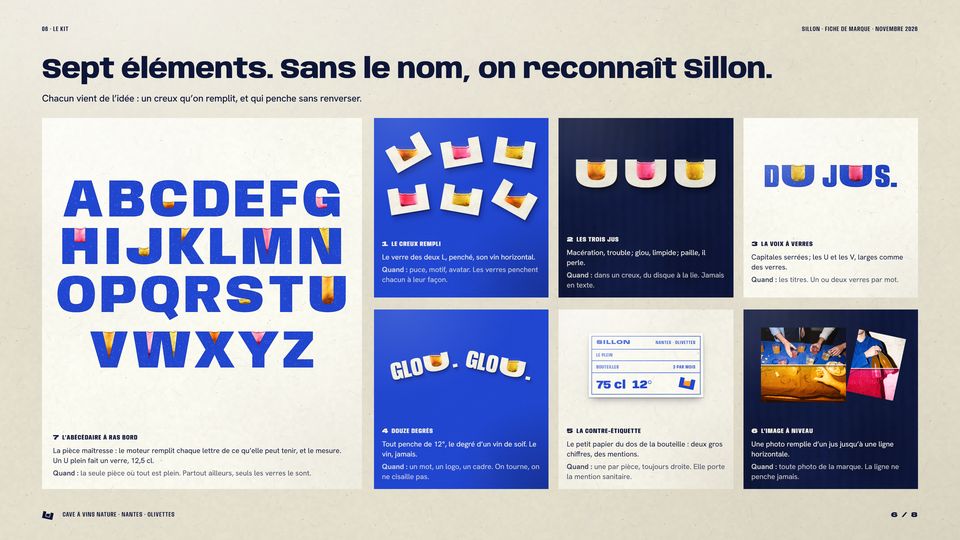 06 · LE KIT
SILLON · FICHE DE MARQUE · NOVEMBRE 2026
Sept éléments. Sans le nom, on reconnaît Sillon.
Chacun vient de l’idée : un creux qu’on remplit, et qui penche sans renverser.
ABCDEFG
HIJKLMN
OPQRSTU
VWXYZ
7 L’ABÉCÉDAIRE À RAS BORD
La pièce maîtresse : le moteur remplit chaque lettre de ce qu’elle peut tenir, et le mesure.
Un U plein fait un verre, 12,5 cl.
Quand : la seule pièce où tout est plein. Partout ailleurs, seuls les verres le sont.
1 LE CREUX REMPLI
Le verre des deux L, penché, son vin horizontal.
Quand : puce, motif, avatar. Les verres penchent
chacun à leur façon.
U U U
2 LES TROIS JUS
Macération, trouble ; glou, limpide ; paille, il
perle.
Quand : dans un creux, du disque à la lie. Jamais
en texte.
DU JUS.
3 LA VOIX À VERRES
Capitales serrées ; les U et les V, larges comme
des verres.
Quand : les titres. Un ou deux verres par mot.
GLOU. GLOU.
4 DOUZE DEGRÉS
Tout penche de 12°, le degré d’un vin de soif. Le
vin, jamais.
Quand : un mot, un logo, un cadre. On tourne, on
ne cisaille pas.
SILLON
NANTES · OLIVETTES
LE PLEIN
BOUTEILLES
2 PAR MOIS
75 cl 12°
5 LA CONTRE-ÉTIQUETTE
Le petit papier du dos de la bouteille : deux gros
chiffres, des mentions.
Quand : une par pièce, toujours droite. Elle porte
la mention sanitaire.
6 L’IMAGE À NIVEAU
Une photo remplie d’un jus jusqu’à une ligne
horizontale.
Quand : toute photo de la marque. La ligne ne
penche jamais.
CAVE À VINS NATURE · NANTES · OLIVETTES
6 / 8